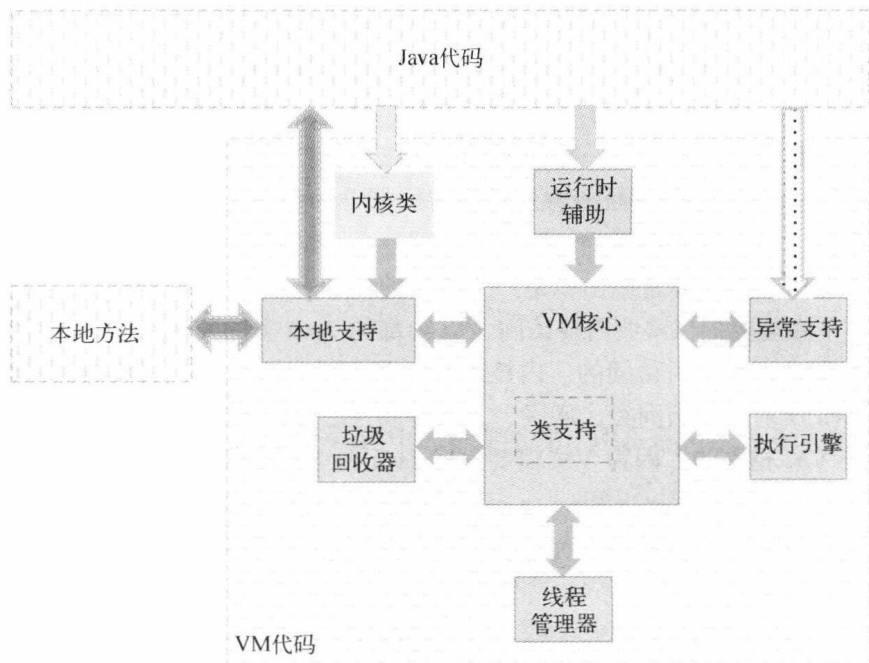 Java代码
内核类
运行时
辅助
本地方法
本地支持
VM核心
异常支持
类支持
垃圾
回收器
执行引擎
线程
管理器
VM代码